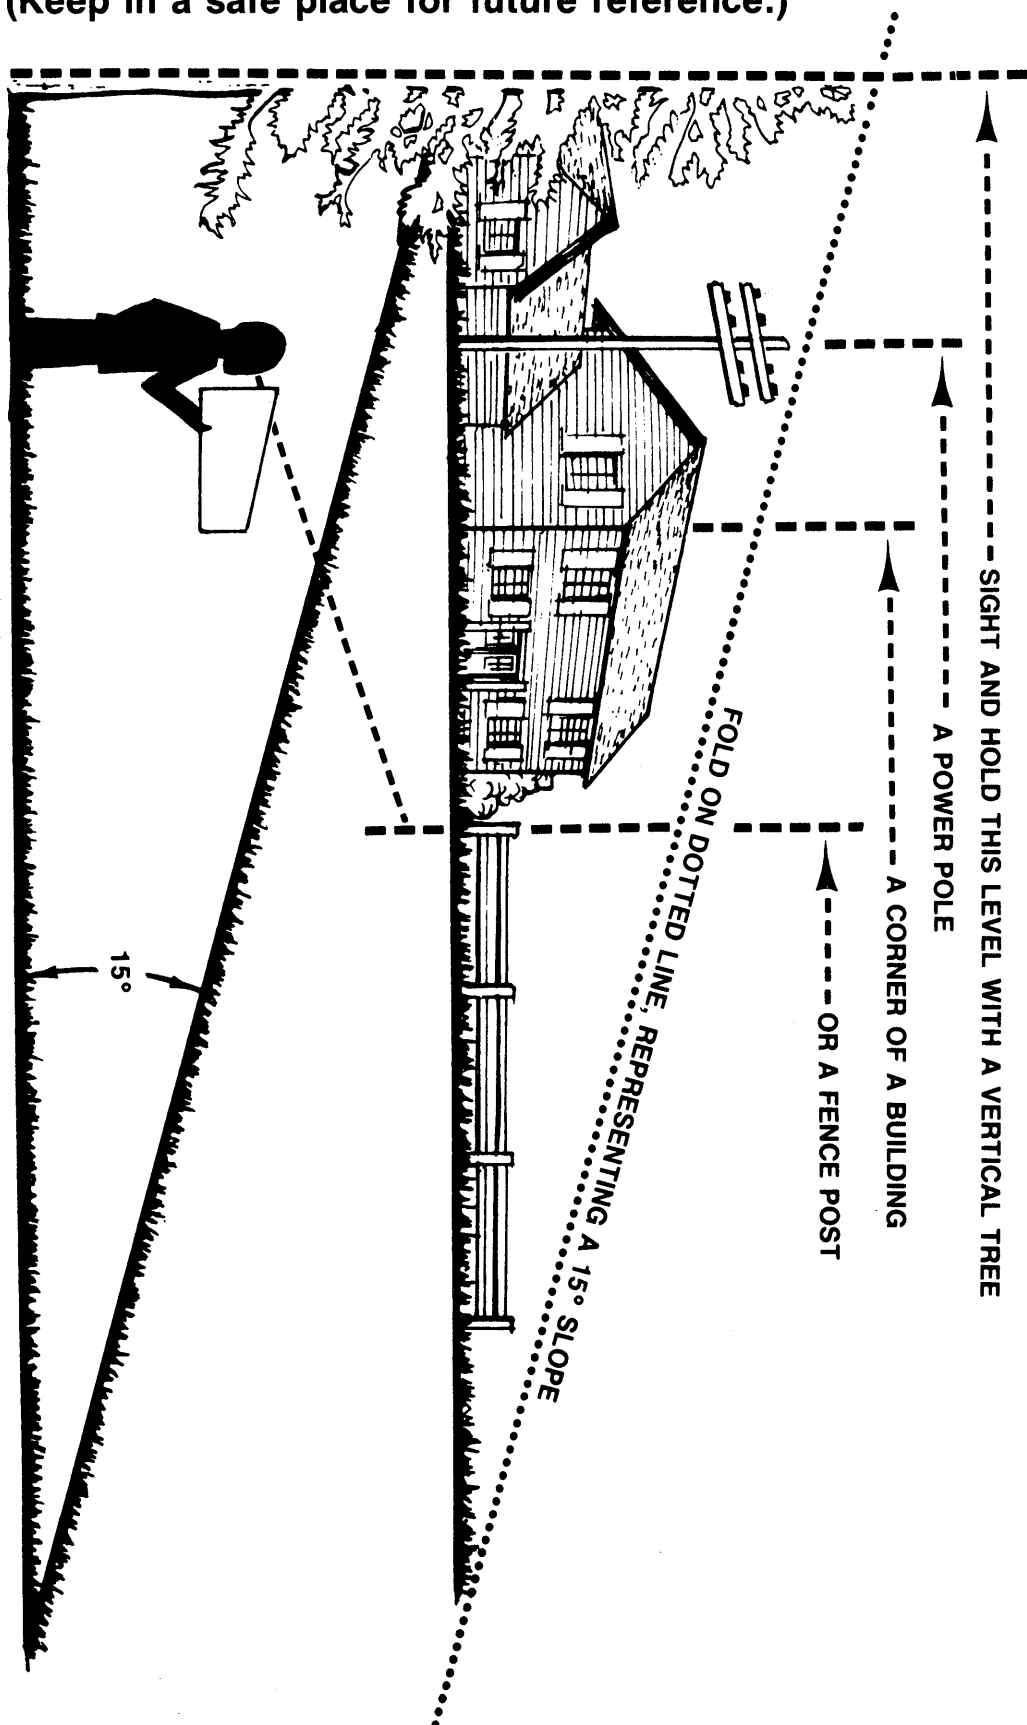 (Keep in a safe place for future reference.)
SIGHT AND HOLD THIS LEVEL WITH A VERTICAL TREE
A POWER POLE
A CORNER OF A BUILDING
OR A FENCE POST
FOLD ON DOTTED LINE, REPRESENTING A 15° SLOPE
15°